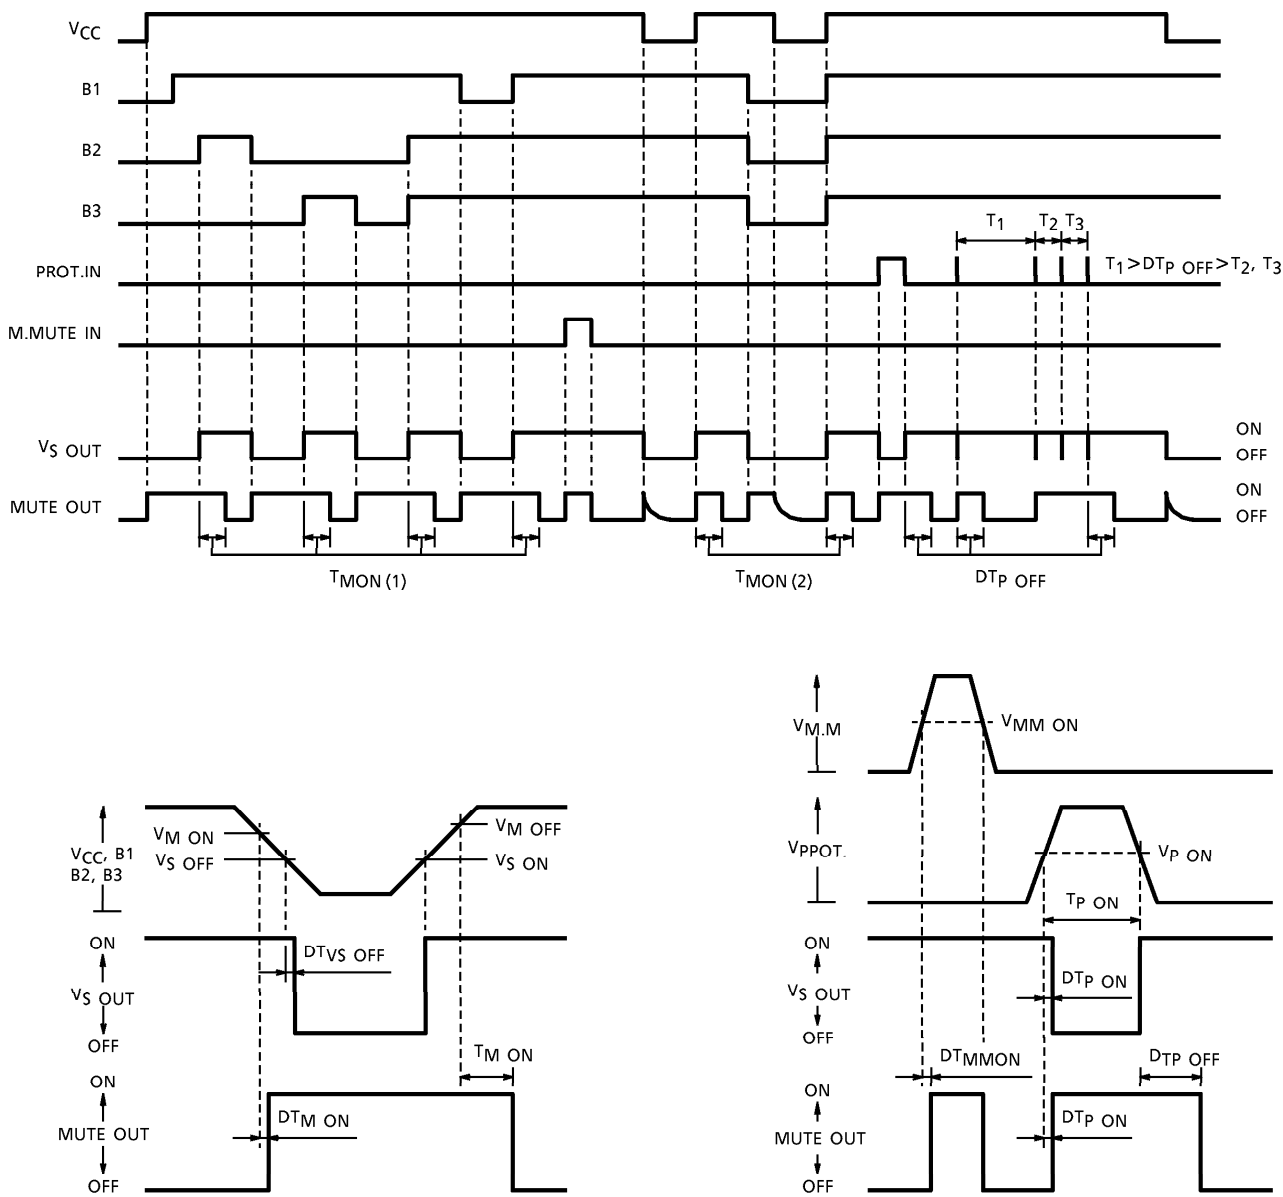 VCC
B1
B2
B3
T1 T2 T3
PROT.IN
T1>DTP OFF>T2, T3
M.MUTE IN
VS OUT
ON
OFF
MUTE OUT
ON
OFF
TMON (1)
TMON (2)
DTP OFF
VCC, B1
B2, B3
VM ON
VS OFF
VM OFF
VS ON
ON
VS OUT
OFF
DTVS OFF
TM ON
ON
MUTE OUT
OFF
DTM ON
VM.M
VMM ON
VPPOT.
VP ON
TP ON
ON
VS OUT
OFF
DTP ON
DTMMON
DTP OFF
ON
MUTE OUT
OFF
DTP ON